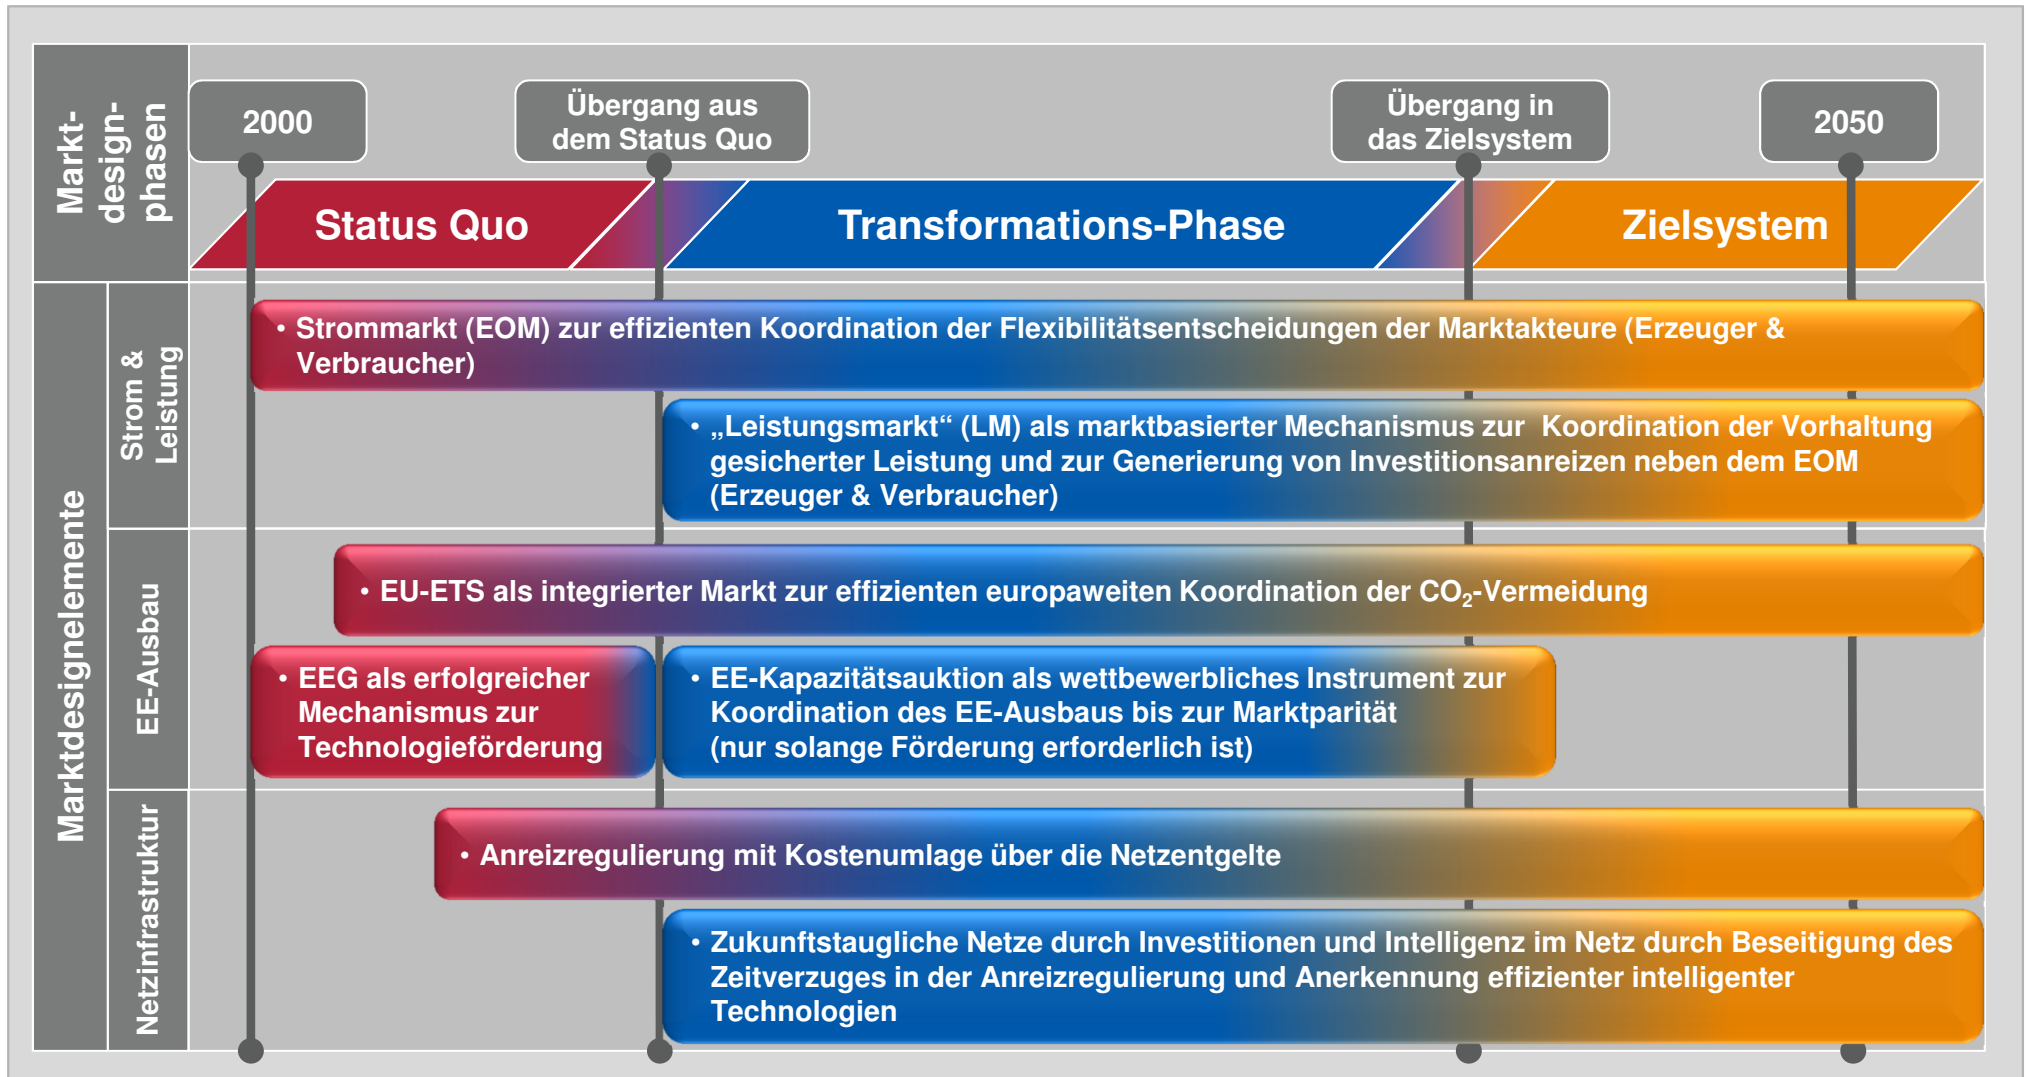 Markt-
design-
phasen
2000
Übergang aus
dem Status Quo
Übergang in
das Zielsystem
2050
Status Quo
Transformations-Phase
Zielsystem
Marktdesignelemente
Strom &
Leistung
• Strommarkt (EOM) zur effizienten Koordination der Flexibilitätsentscheidungen der Marktakteure (Erzeuger &
Verbraucher)
• „Leistungsmarkt“ (LM) als marktbasierter Mechanismus zur Koordination der Vorhaltung
gesicherter Leistung und zur Generierung von Investitionsanreizen neben dem EOM
(Erzeuger & Verbraucher)
EE-Ausbau
• EU-ETS als integrierter Markt zur effizienten europaweiten Koordination der CO₂-Vermeidung
• EEG als erfolgreicher
Mechanismus zur
Technologieförderung
• EE-Kapazitätsauktion als wettbewerbliches Instrument zur
Koordination des EE-Ausbaus bis zur Marktparität
(nur solange Förderung erforderlich ist)
Netzinfrastruktur
• Anreizregulierung mit Kostenumlage über die Netzentgelte
• Zukunftstaugliche Netze durch Investitionen und Intelligenz im Netz durch Beseitigung des
Zeitverzuges in der Anreizregulierung und Anerkennung effizienter intelligenter
Technologien